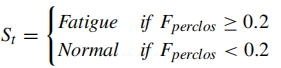 S_t = { Fatigue if F_perclos ≥ 0.2
Normal if F_perclos < 0.2